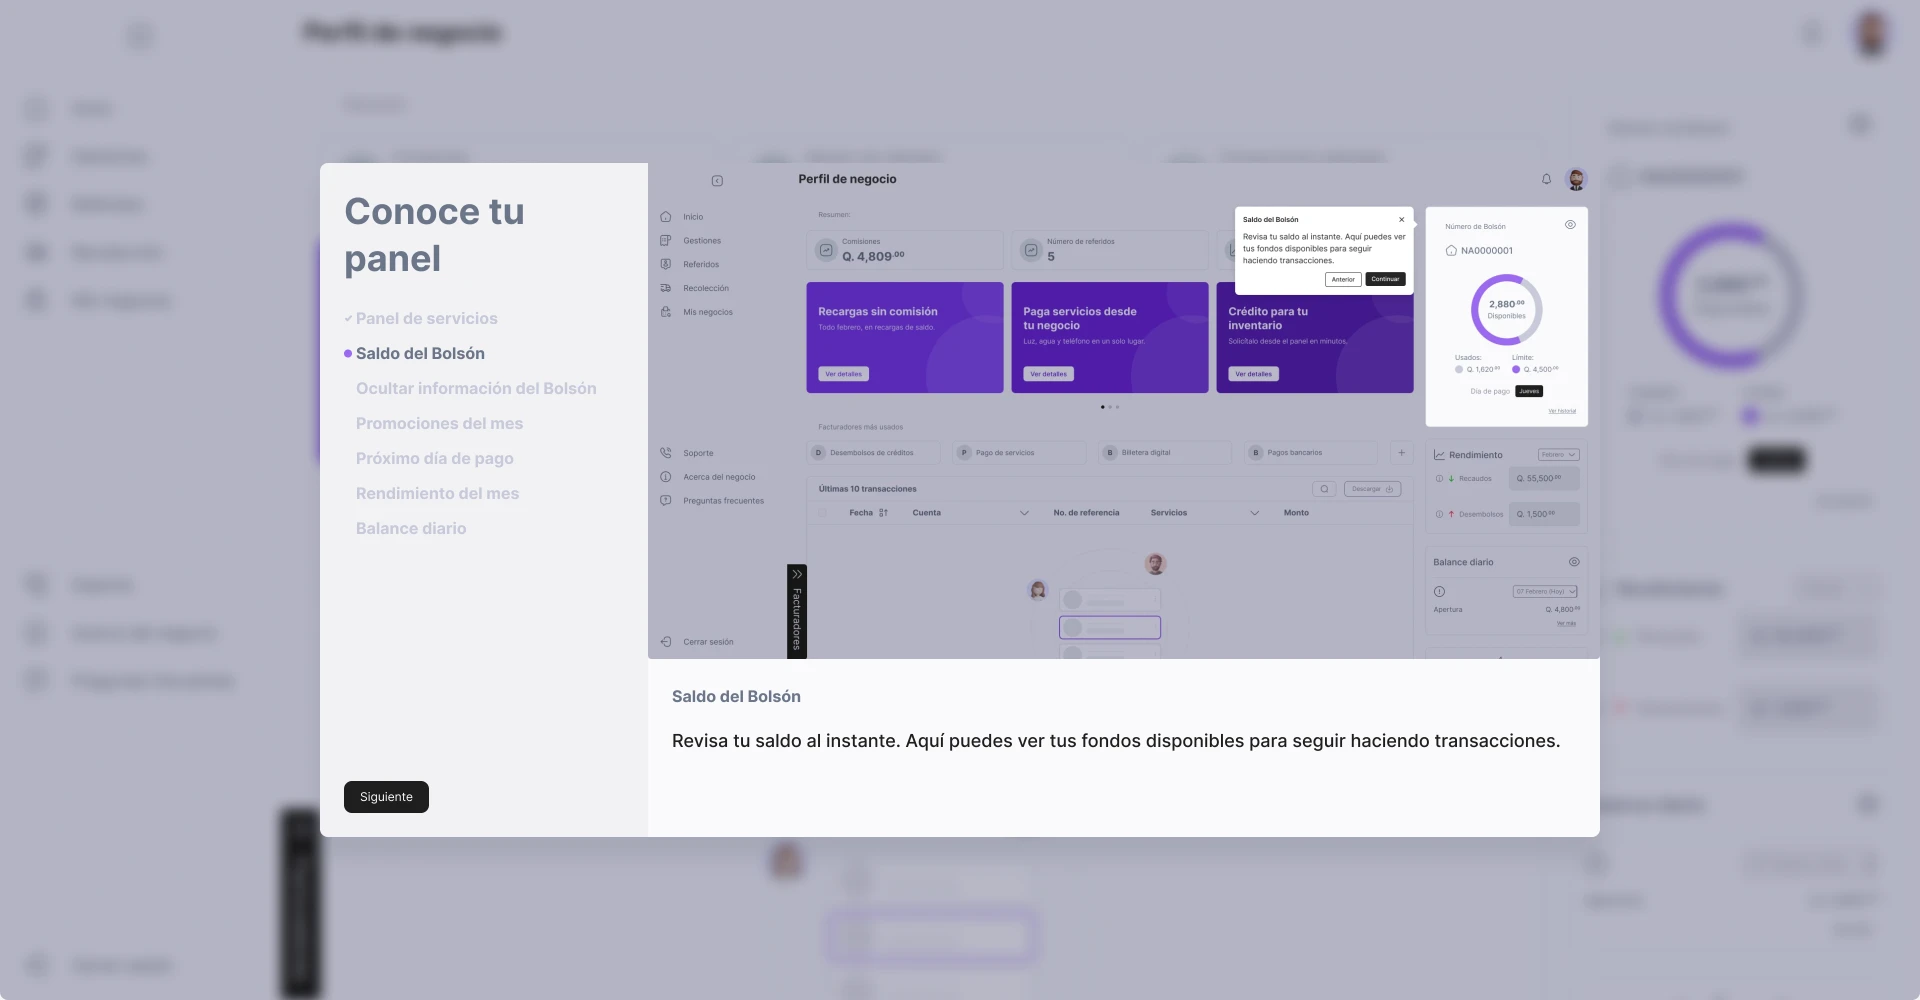 Perfil de negocio
Conoce tu
panel
Panel de servicios
Saldo del Bolsón
Ocultar información del Bolsón
Promociones del mes
Próximo día de pago
Rendimiento del mes
Balance diario
Siguiente
Perfil de negocio
Inicio
Gestiones
Referidos
Recolección
Mis negocios
Soporte
Acerca del negocio
Preguntas frecuentes
Cerrar sesión
Facturadores
Resumen:
Comisiones
Q. 4,809.00
Número de referidos
5
Saldo del Bolsón
Revisa tu saldo al instante. Aquí puedes ver
tus fondos disponibles para seguir
haciendo transacciones.
Anterior
Continuar
Recargas sin comisión
Todo febrero, en recargas de saldo.
Ver detalles
Paga servicios desde
tu negocio
Luz, agua y teléfono en un solo lugar.
Ver detalles
Crédito para tu
inventario
Solicítalo desde el panel en minutos.
Ver detalles
Facturadores más usados
D Desembolsos de créditos
P Pago de servicios
B Billetera digital
B Pagos bancarios
Últimas 10 transacciones
Descargar
Fecha
Cuenta
No. de referencia
Servicios
Monto
Número de Bolsón
NA0000001
2,880.00
Disponibles
Usados:
Q. 1,620.00
Límite:
Q. 4,500.00
Día de pago
Jueves
Ver historial
Rendimiento
Febrero
Recaudos
Q. 55,500.00
Desembolsos
Q. 1,500.00
Balance diario
07 Febrero (Hoy)
Apertura
Q. 4,800.00
Ver más
Saldo del Bolsón
Revisa tu saldo al instante. Aquí puedes ver tus fondos disponibles para seguir haciendo transacciones.